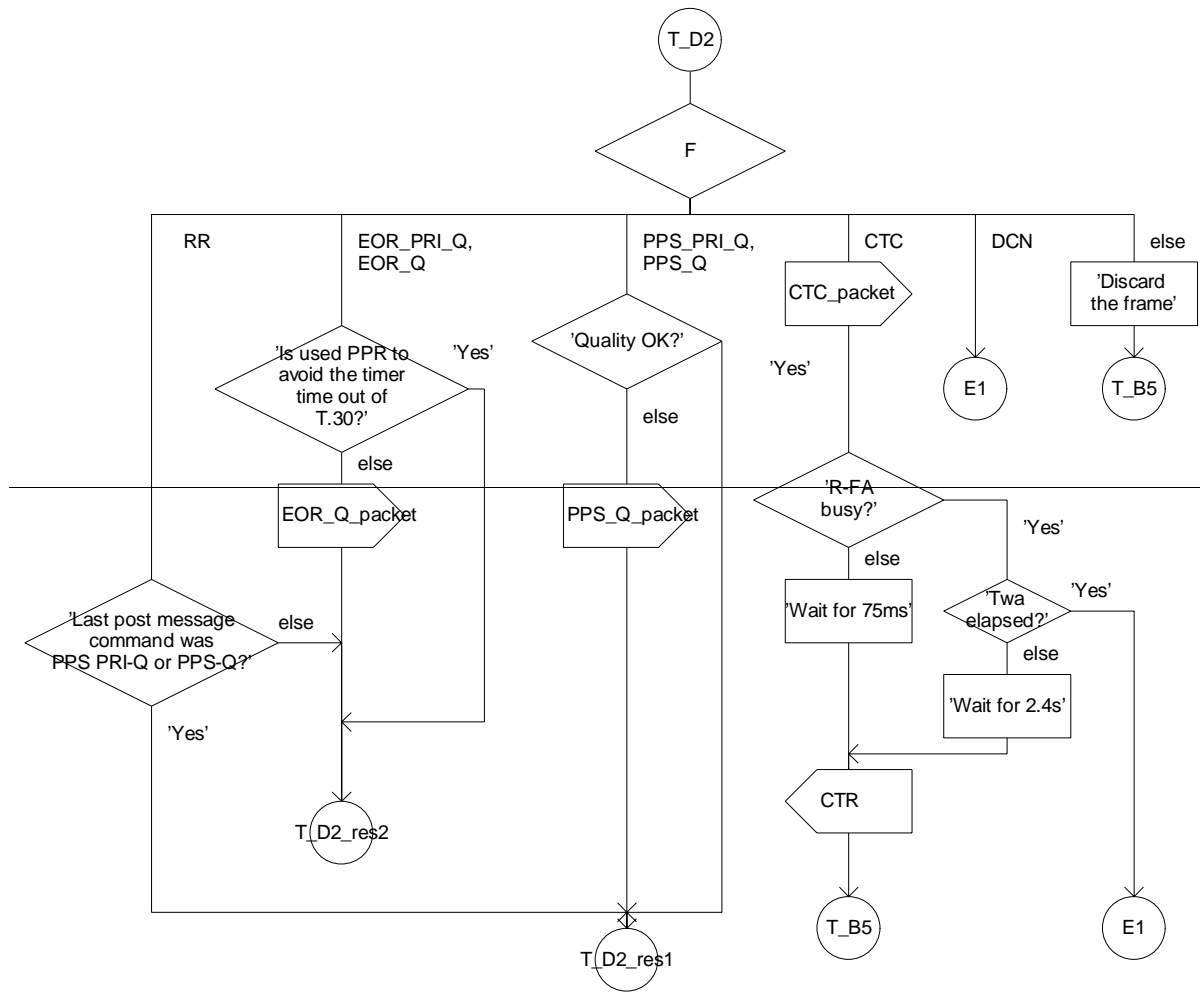 T_D2
F
RR
EOR_PRI_Q,
EOR_Q
PPS_PRI_Q,
PPS_Q
CTC
DCN
else
CTC_packet
'Discard
the frame'
'Is used PPR to
avoid the timer
time out of
T.30?'
'Yes'
'Quality OK?'
'Yes'
E1
T_B5
else
else
EOR_Q_packet
PPS_Q_packet
'R-FA
busy?'
'Yes'
else
'Last post message
command was
PPS PRI-Q or PPS-Q?'
else
'Wait for 75ms'
'Twa
elapsed?'
'Yes'
else
'Yes'
'Wait for 2.4s'
CTR
T_D2_res2
T_D2_res1
T_B5
E1